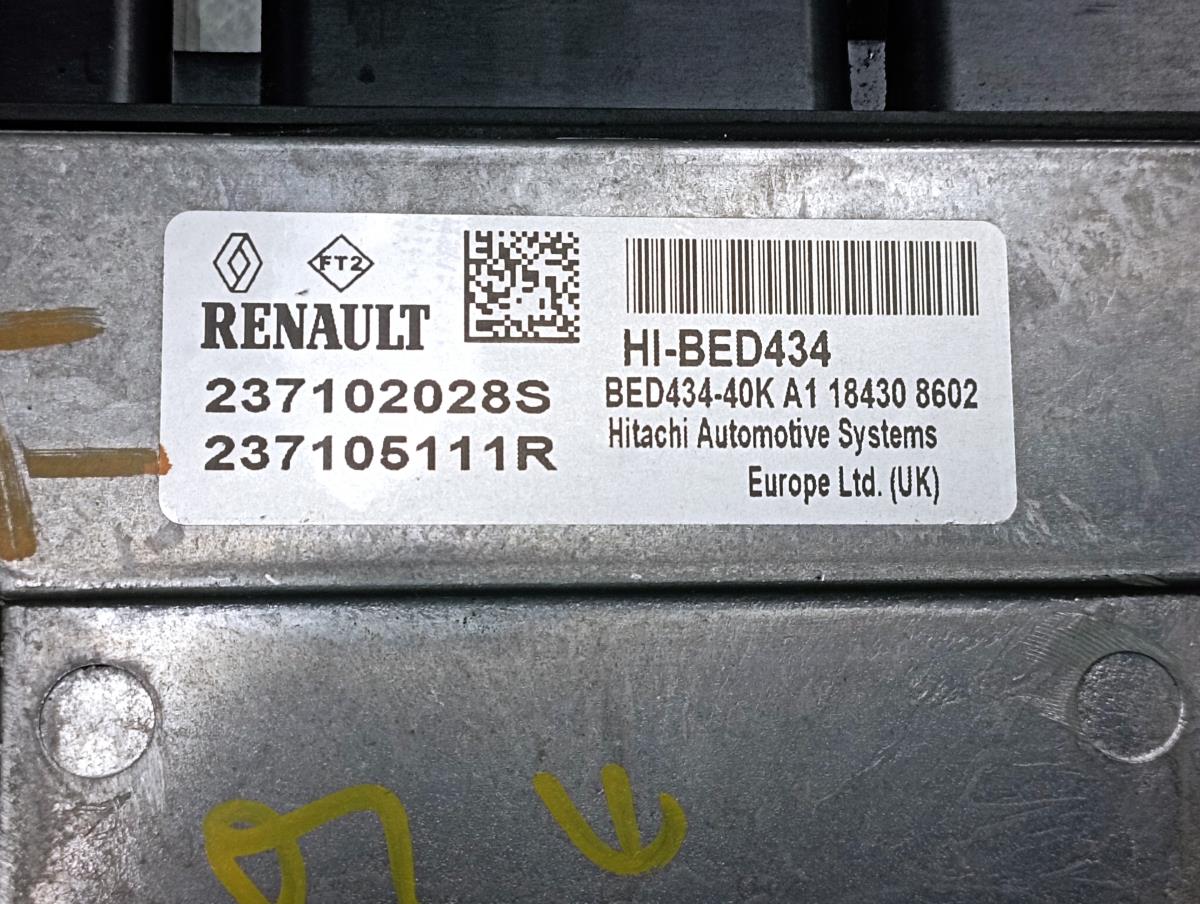 FT2
RENAULT
237102028S
237105111R
HI-BED434
BED434-40K A1 18430 8602
Hitachi Automotive Systems
Europe Ltd. (UK)